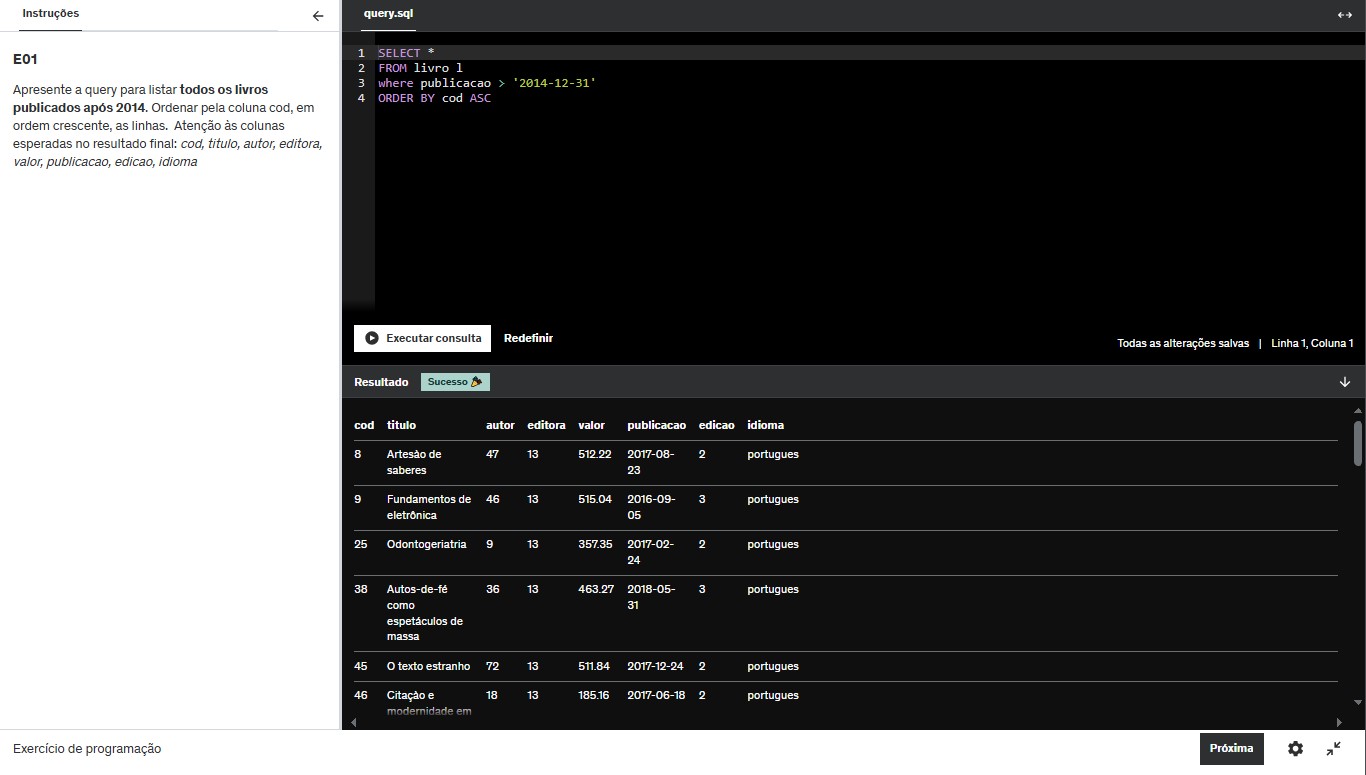 Instruções
E01
Apresente a query para listar todos os livros
publicados após 2014. Ordenar pela coluna cod, em
ordem crescente, as linhas.  Atenção às colunas
esperadas no resultado final: cod, titulo, autor, editora,
valor, publicacao, edicao, idioma
query.sql
1 SELECT *
2 FROM livro l
3 where publicacao > '2014-12-31'
4 ORDER BY cod ASC
Executar consulta Redefinir
Todas as alterações salvas | Linha 1, Coluna 1
Resultado Sucesso
cod titulo autor editora valor publicacao edicao idioma
8 Artesão de 47 13 512.22 2017-08- 2 portugues
saberes 23
9 Fundamentos de 46 13 515.04 2016-09- 3 portugues
eletrônica 05
25 Odontogeriatria 9 13 357.35 2017-02- 2 portugues
24
38 Autos-de-fé 36 13 463.27 2018-05- 3 portugues
como 31
espetáculos de
massa
45 O texto estranho 72 13 511.84 2017-12-24 2 portugues
46 Citação e 18 13 185.16 2017-06-18 2 portugues
modernidade em
Exercício de programação
Próxima